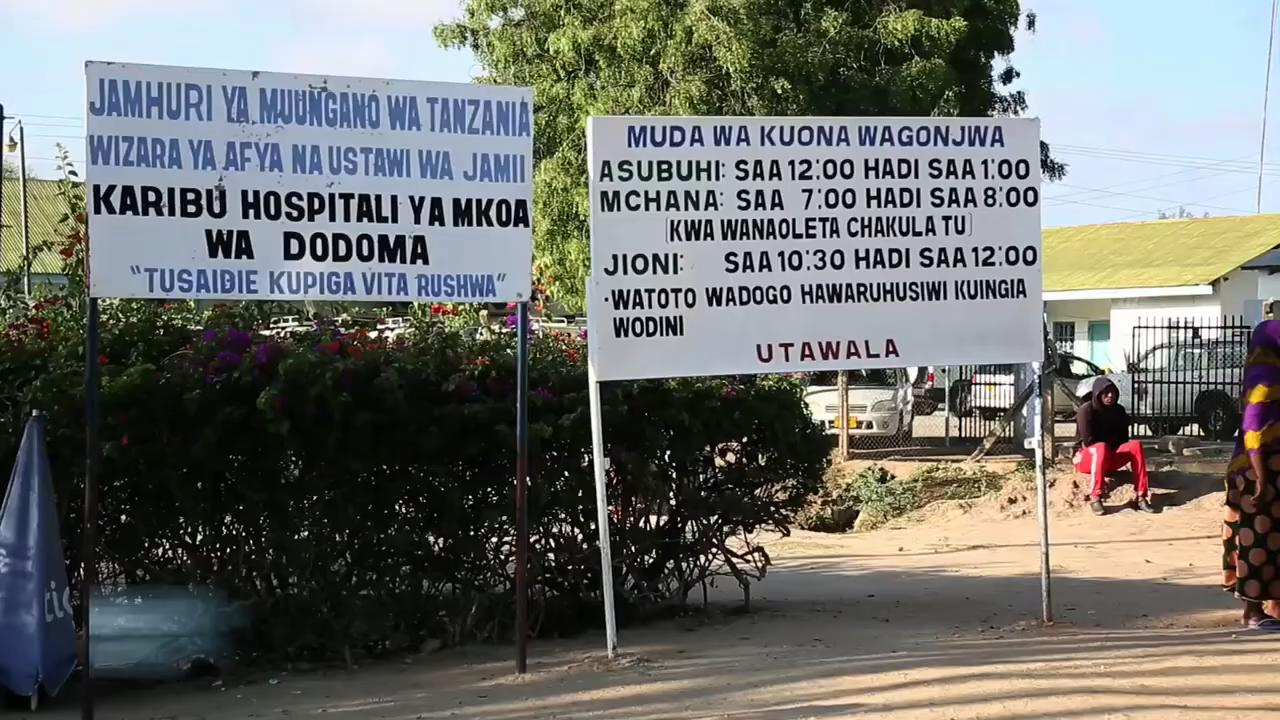 JAMHURI YA MUUNGANO WA TANZANIA
WIZARA YA AFYA NA USTAWI WA JAMII
KARIBU HOSPITALI YA MKOA
WA DODOMA
"TUSAIDIE KUPIGA VITA RUSHWA"
MUDA WA KUONA WAGONJWA
ASUBUHI: SAA 12:00 HADI SAA 1:00
MCHANA: SAA 7:00 HADI SAA 8:00
(KWA WANAOLETA CHAKULA TU)
JIONI: SAA 10:30 HADI SAA 12:00
·WATOTO WADOGO HAWARUHUSIWI KUINGIA
WODINI
UTAWALA